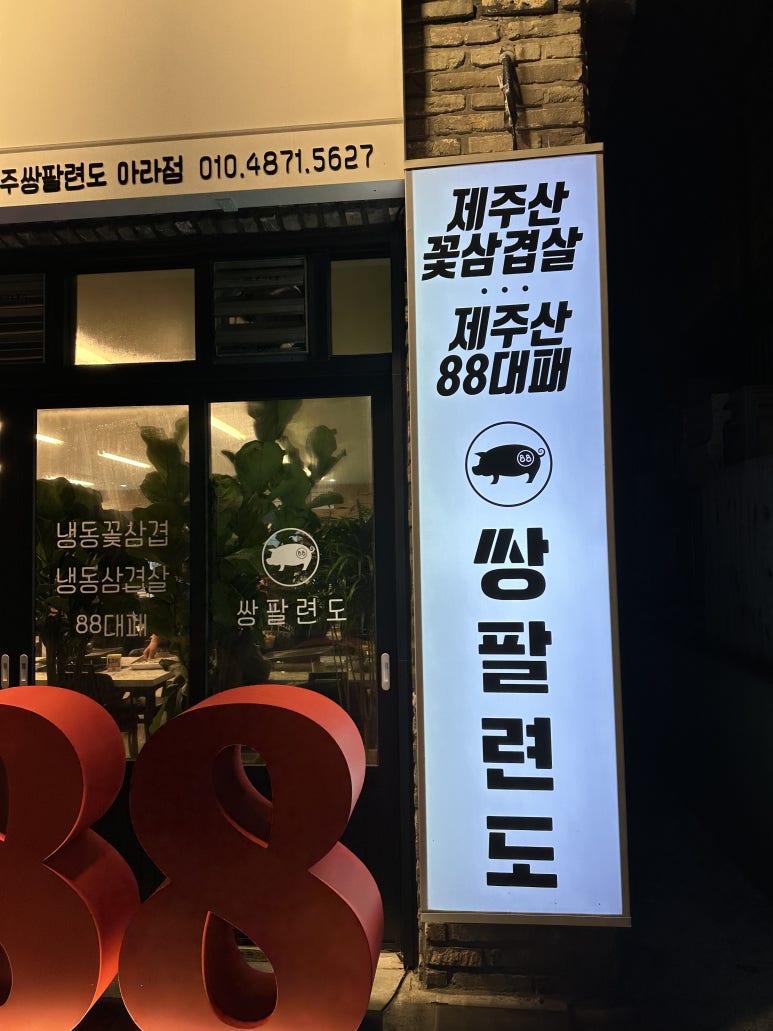 주쌍팔련도 아라점 010.4871.5627
제주산
꽃삼겹살
...
제주산
88대패
88
쌍팔련도
냉동꽃삼겹
냉동삼겹살
88대패
88
쌍팔련도
88